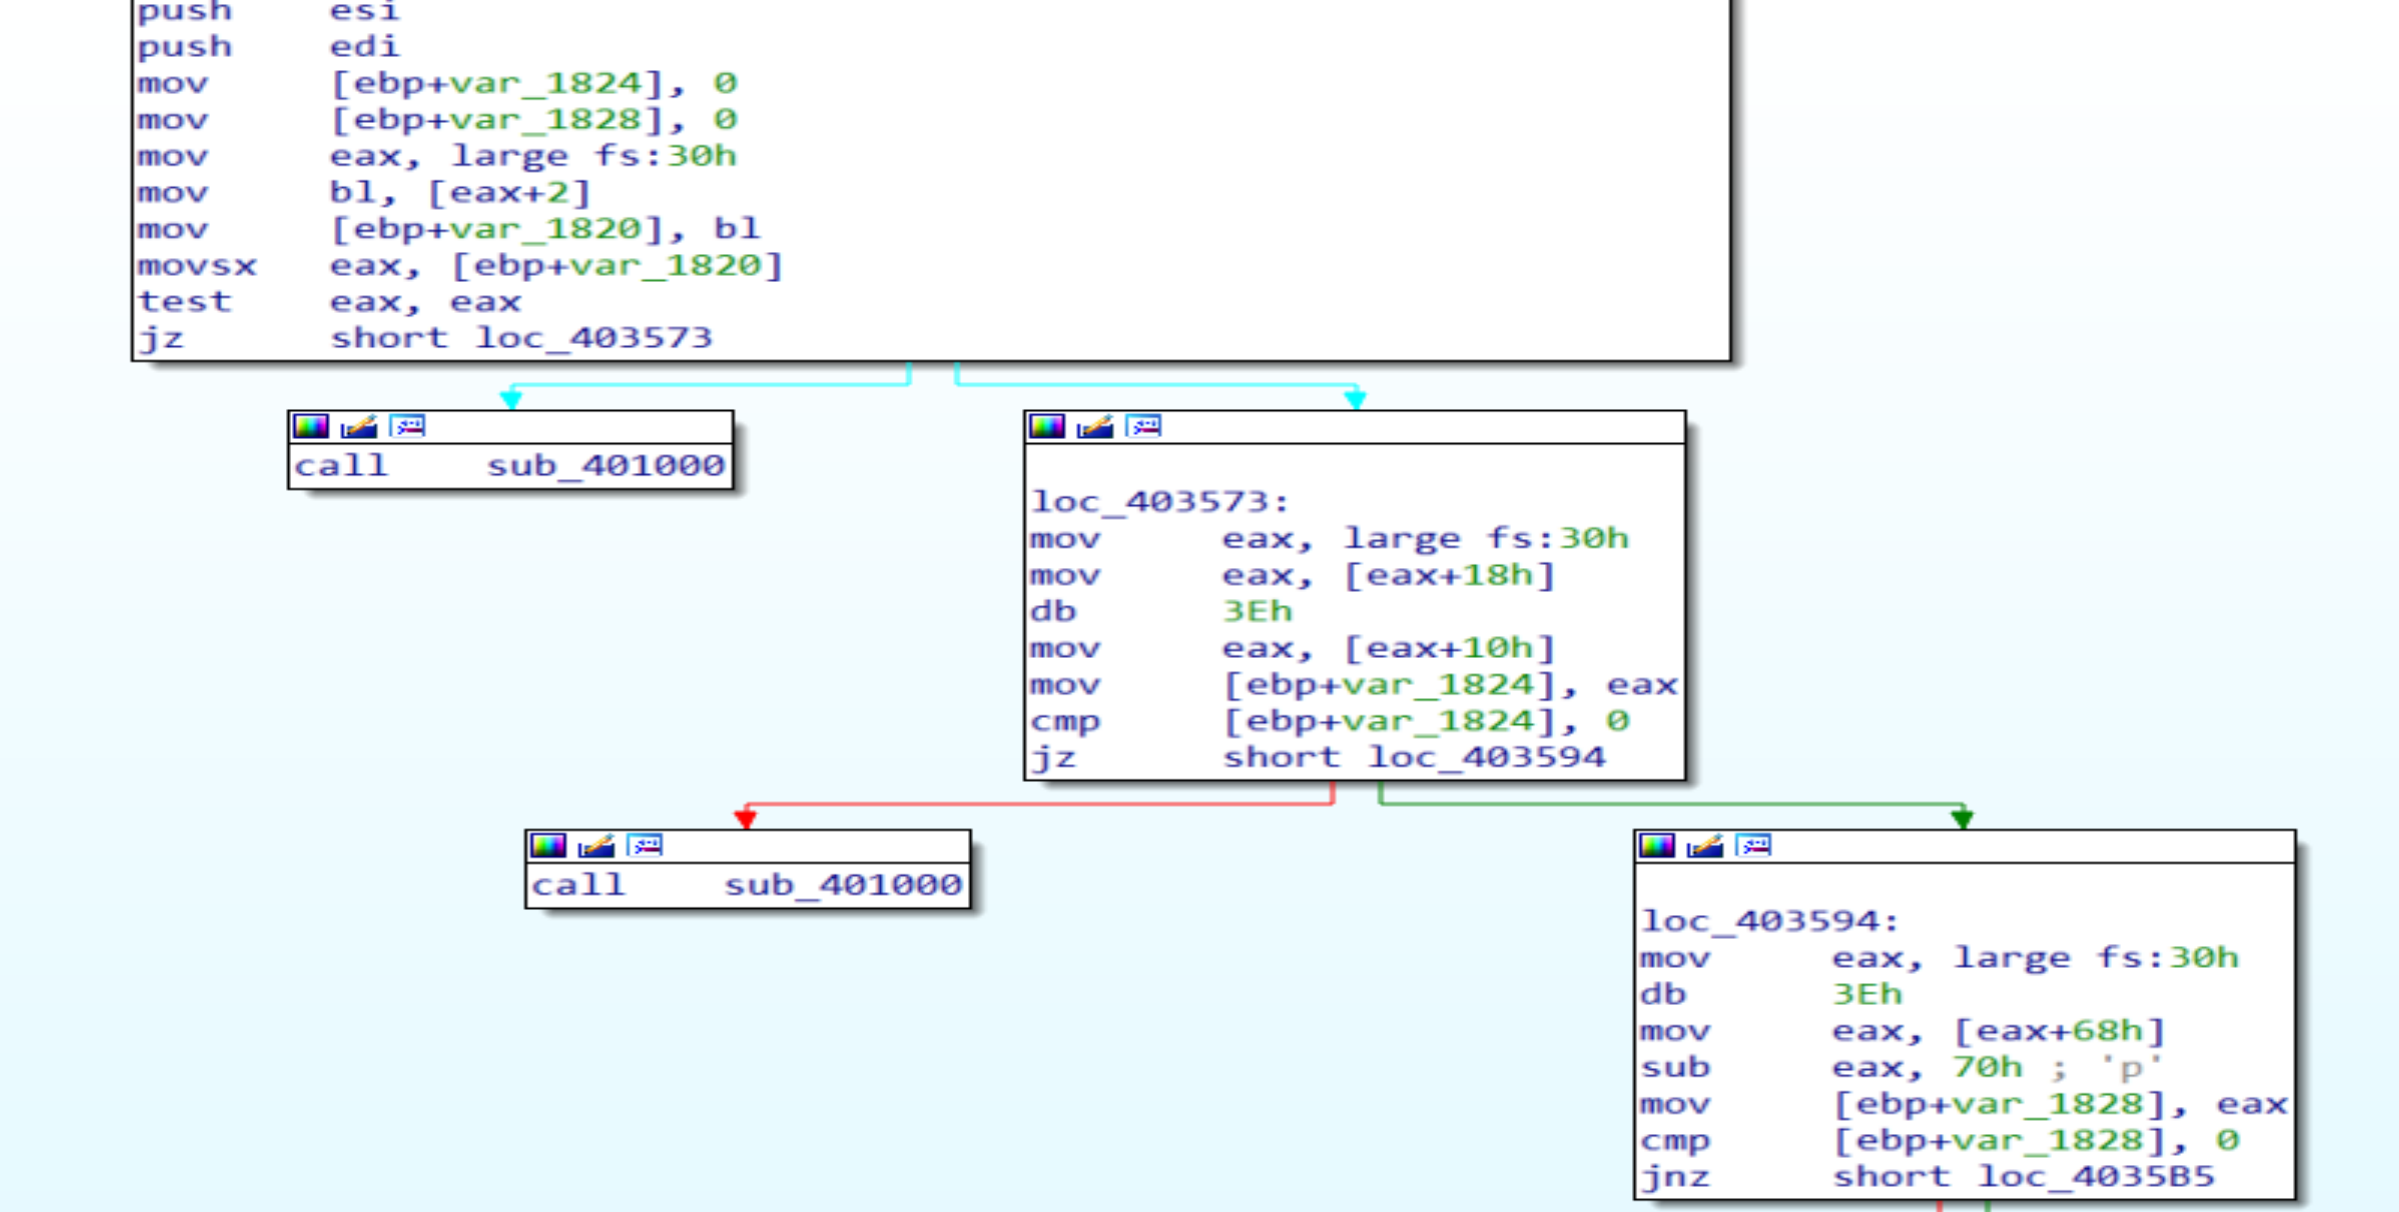 push esi
push edi
mov [ebp+var_1824], 0
mov [ebp+var_1828], 0
mov eax, large fs:30h
mov bl, [eax+2]
mov [ebp+var_1820], bl
movsx eax, [ebp+var_1820]
test eax, eax
jz short loc_403573
call sub_401000
loc_403573:
mov eax, large fs:30h
mov eax, [eax+18h]
db 3Eh
mov eax, [eax+10h]
mov [ebp+var_1824], eax
cmp [ebp+var_1824], 0
jz short loc_403594
call sub_401000
loc_403594:
mov eax, large fs:30h
db 3Eh
mov eax, [eax+68h]
sub eax, 70h ; 'p'
mov [ebp+var_1828], eax
cmp [ebp+var_1828], 0
jnz short loc_4035B5